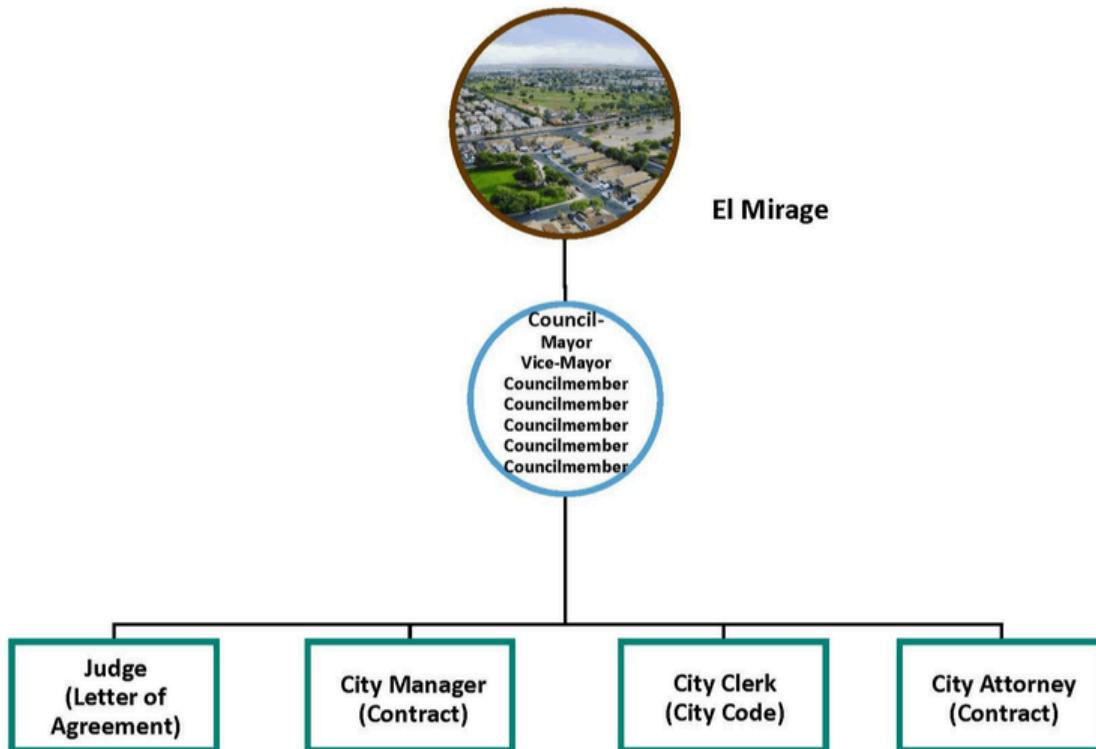 El Mirage
Council-
Mayor
Vice-Mayor
Councilmember
Councilmember
Councilmember
Councilmember
Councilmember
Judge
(Letter of
Agreement)
City Manager
(Contract)
City Clerk
(City Code)
City Attorney
(Contract)